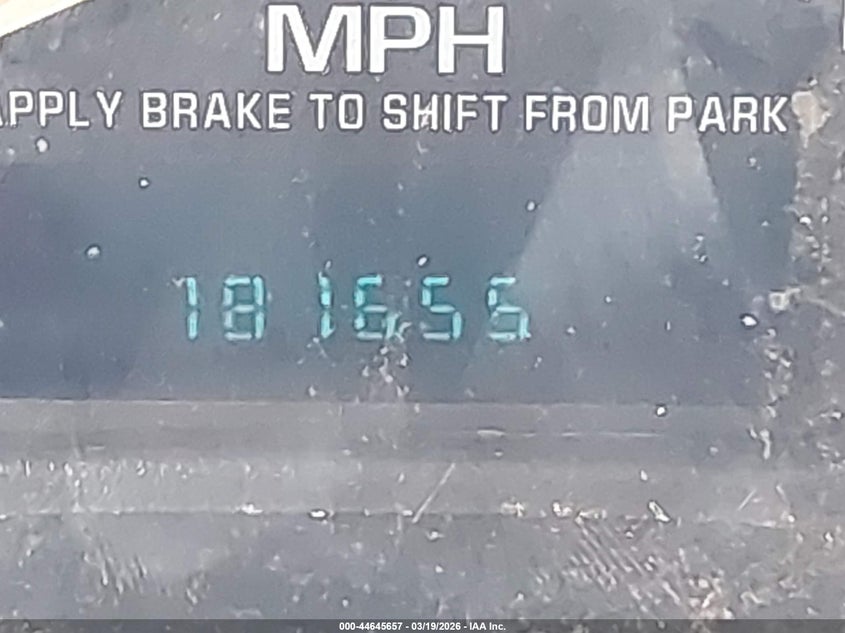 MPH
APPLY BRAKE TO SHIFT FROM PARK
181656
000-44645657 - 03/19/2026 - IAA Inc.